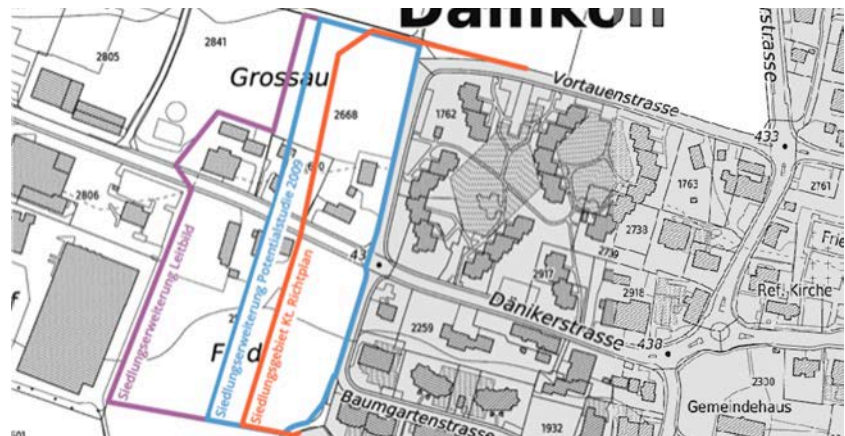 Dänikon
2841
2805
Grossau
Vortauenstrasse
2668
1762
433
2806
1763
2761
2738
2739
2917
2918
Ref. Kirche
Dänikerstrasse
438
2259
2330
Gemeindehaus
Baumgartenstrasse
1932
Siedlungserweiterung Leitbild
Siedlungserweiterung Potentialstudie 2009
Siedlungsgebiet Kt. Richtplan